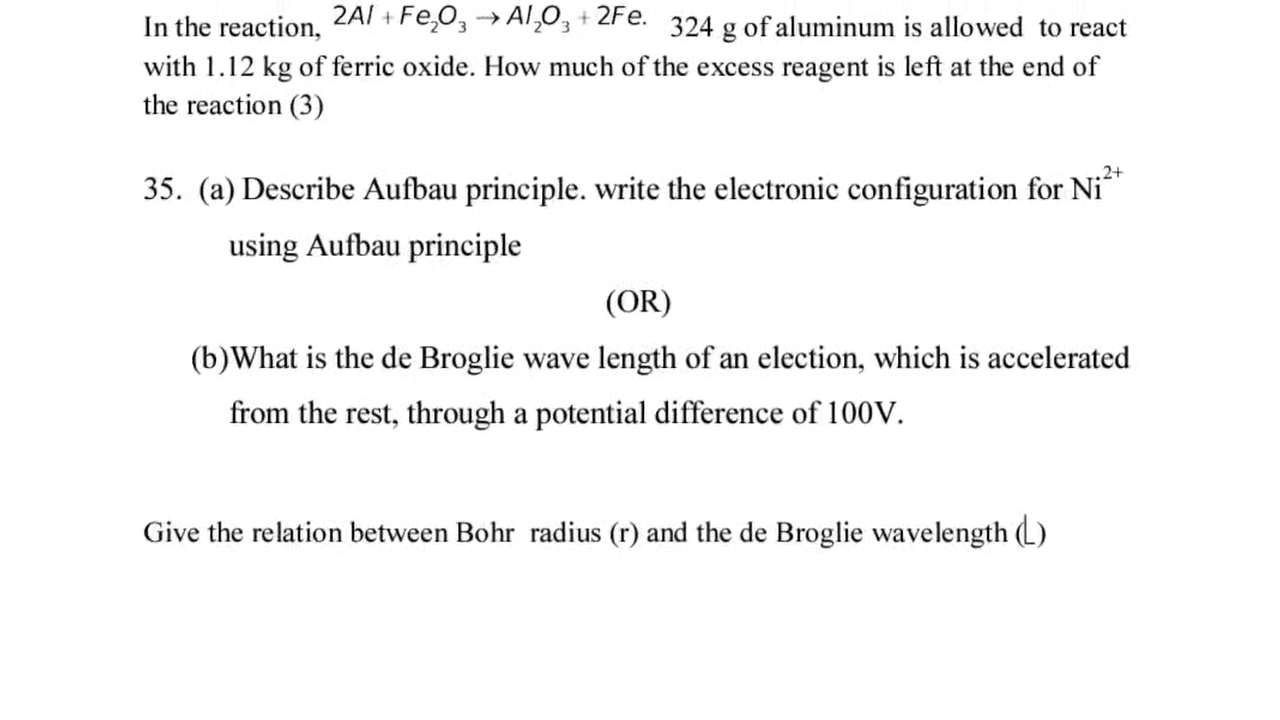 In the reaction, 2Al + Fe₂O₃ → Al₂O₃ + 2Fe. 324 g of aluminum is allowed to react
with 1.12 kg of ferric oxide. How much of the excess reagent is left at the end of
the reaction (3)
35. (a) Describe Aufbau principle. write the electronic configuration for Ni²⁺
using Aufbau principle
(OR)
(b)What is the de Broglie wave length of an election, which is accelerated
from the rest, through a potential difference of 100V.
Give the relation between Bohr radius (r) and the de Broglie wavelength (L)